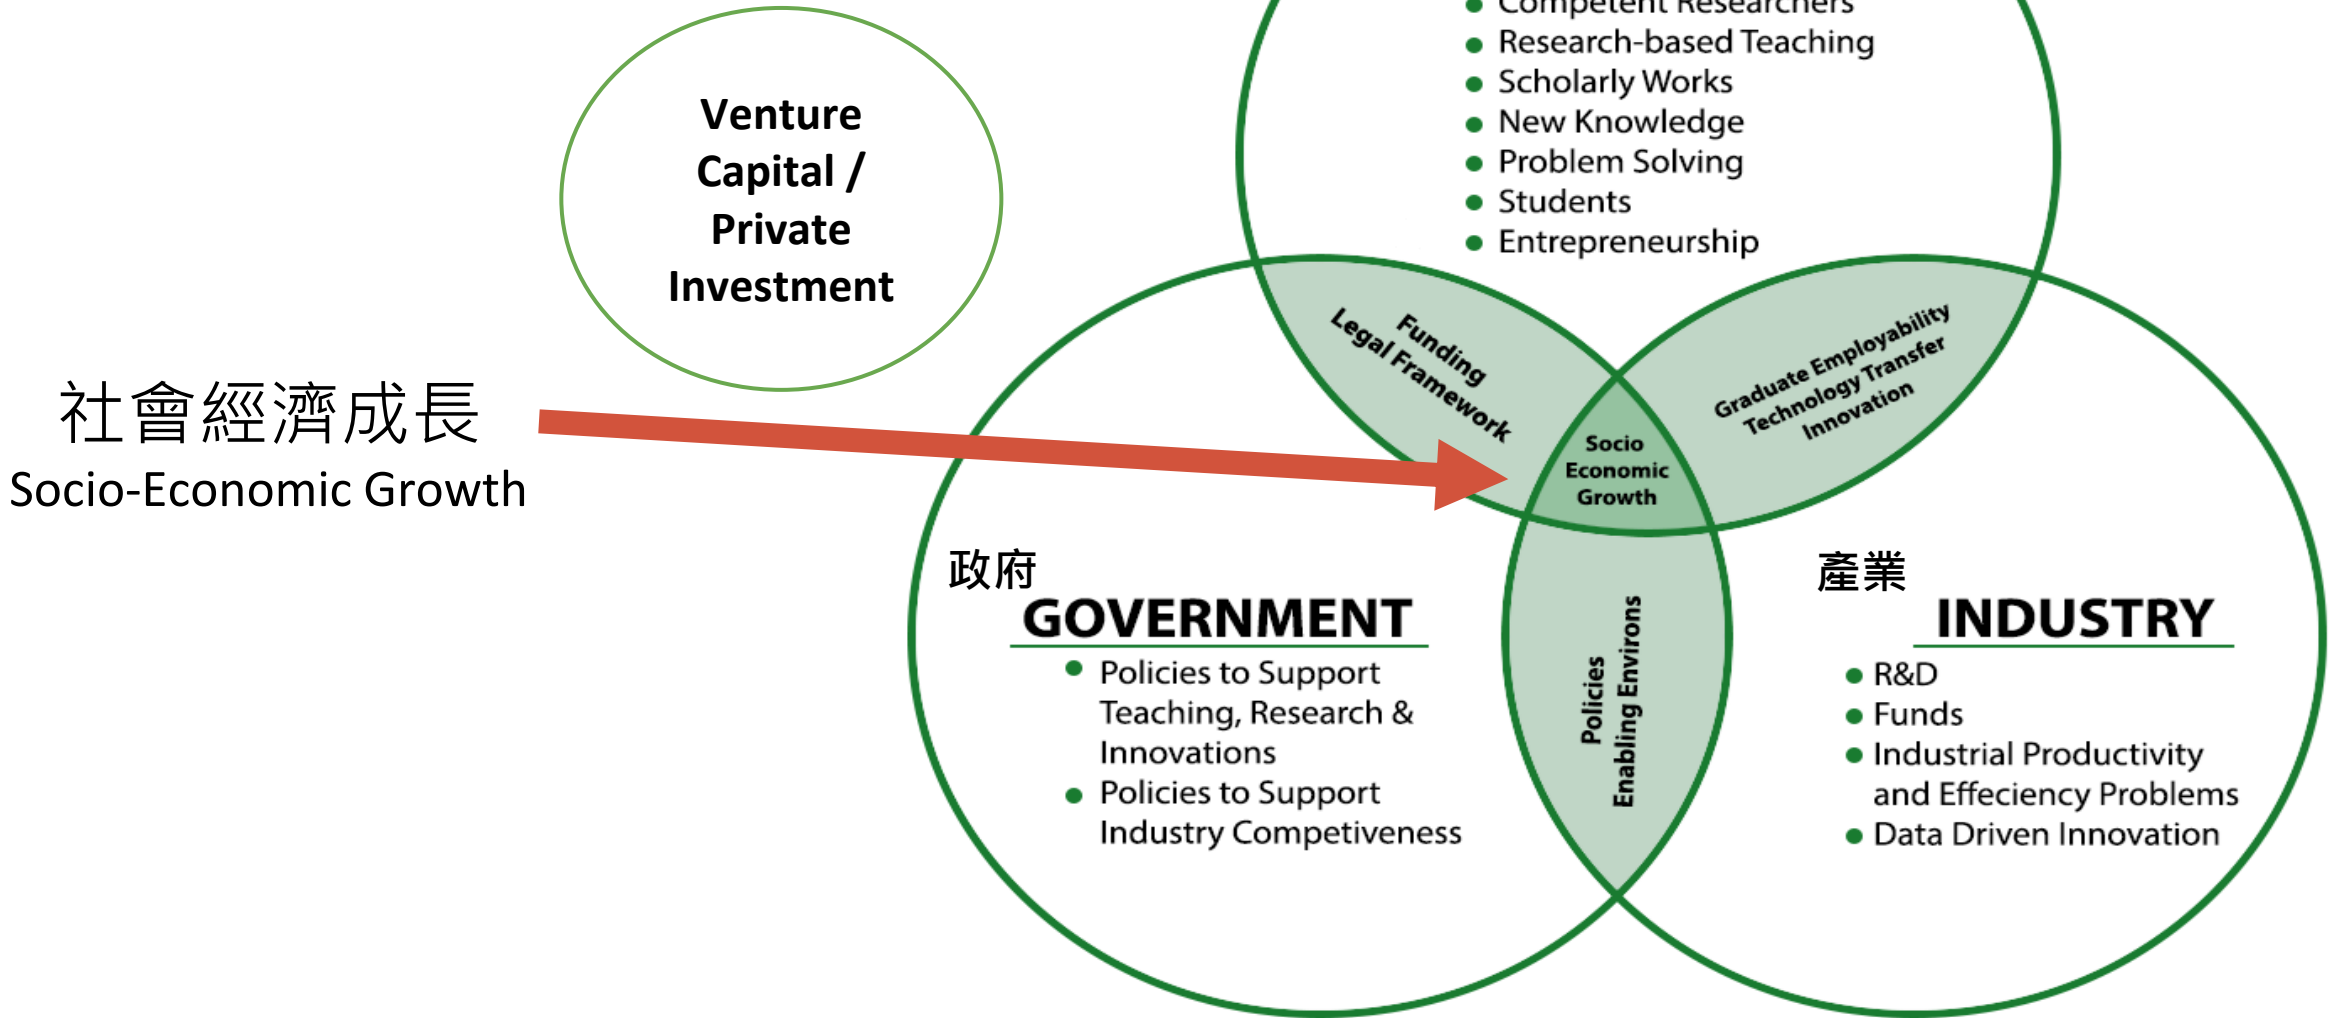 Competent Researchers
Research-based Teaching
Scholarly Works
New Knowledge
Problem Solving
Students
Entrepreneurship
Venture
Capital /
Private
Investment
Funding
Legal Framework
Graduate Employability
Technology Transfer
Innovation
社會經濟成長
Socio-Economic Growth
Socio
Economic
Growth
政府
GOVERNMENT
Policies to Support
Teaching, Research &
Innovations
Policies to Support
Industry Competiveness
Policies
Enabling Environs
產業
INDUSTRY
R&D
Funds
Industrial Productivity
and Effeciency Problems
Data Driven Innovation